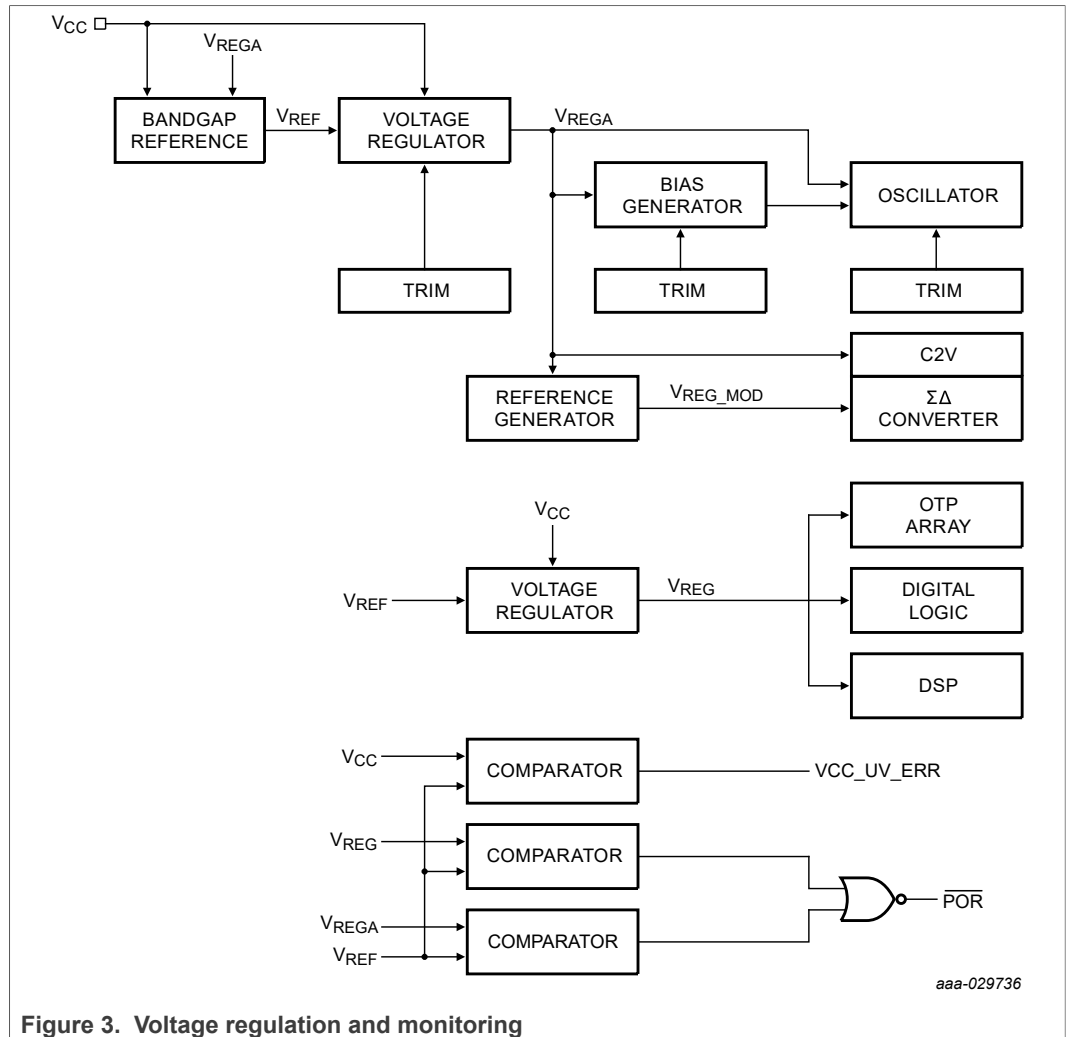 VCC
VREGA
BANDGAP
REFERENCE
VREF
VOLTAGE
REGULATOR
VREGA
BIAS
GENERATOR
OSCILLATOR
TRIM
TRIM
TRIM
C2V
REFERENCE
GENERATOR
VREG_MOD
ΣΔ
CONVERTER
OTP
ARRAY
VCC
VREF
VOLTAGE
REGULATOR
VREG
DIGITAL
LOGIC
DSP
VCC
COMPARATOR
VCC_UV_ERR
VREG
COMPARATOR
POR
VREGA
VREF
COMPARATOR
aaa-029736
Figure 3. Voltage regulation and monitoring